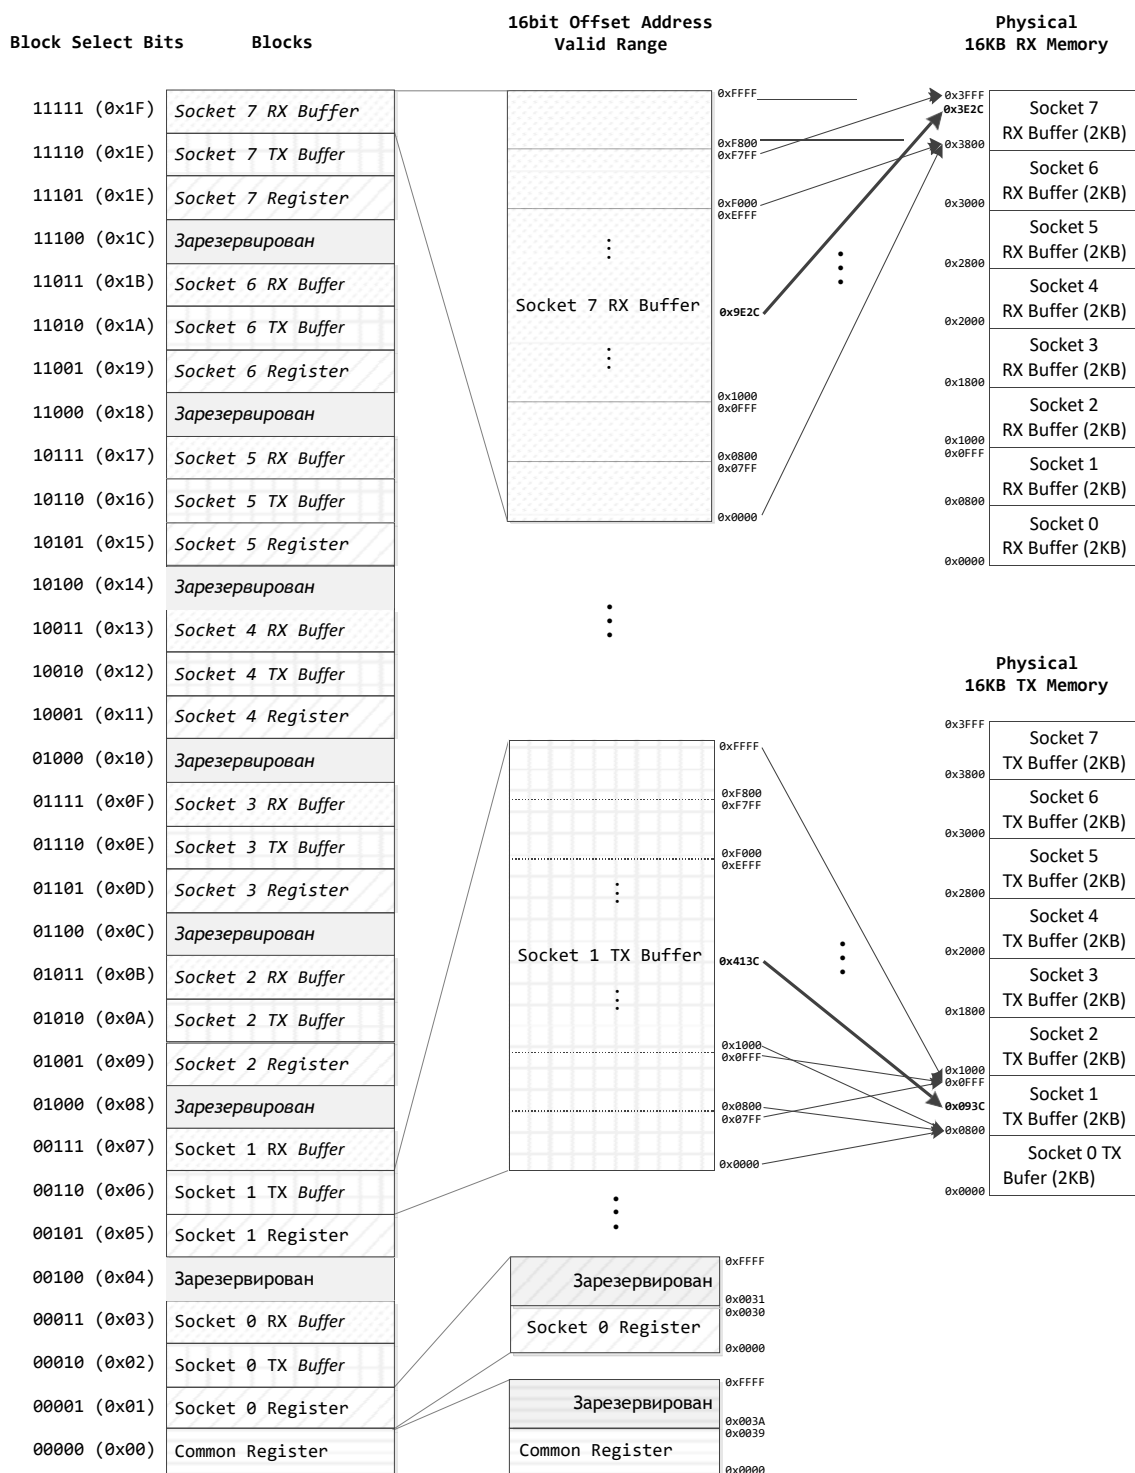 16bit Offset Address
Valid Range
Physical
16KB RX Memory
Block Select Bits
Blocks
11111 (0x1F) Socket 7 RX Buffer
11110 (0x1E) Socket 7 TX Buffer
11101 (0x1E) Socket 7 Register
11100 (0x1C) Зарезервирован
11011 (0x1B) Socket 6 RX Buffer
11010 (0x1A) Socket 6 TX Buffer
11001 (0x19) Socket 6 Register
11000 (0x18) Зарезервирован
10111 (0x17) Socket 5 RX Buffer
10110 (0x16) Socket 5 TX Buffer
10101 (0x15) Socket 5 Register
10100 (0x14) Зарезервирован
10011 (0x13) Socket 4 RX Buffer
10010 (0x12) Socket 4 TX Buffer
10001 (0x11) Socket 4 Register
01000 (0x10) Зарезервирован
01111 (0x0F) Socket 3 RX Buffer
01110 (0x0E) Socket 3 TX Buffer
01101 (0x0D) Socket 3 Register
01100 (0x0C) Зарезервирован
01011 (0x0B) Socket 2 RX Buffer
01010 (0x0A) Socket 2 TX Buffer
01001 (0x09) Socket 2 Register
01000 (0x08) Зарезервирован
00111 (0x07) Socket 1 RX Buffer
00110 (0x06) Socket 1 TX Buffer
00101 (0x05) Socket 1 Register
00100 (0x04) Зарезервирован
00011 (0x03) Socket 0 RX Buffer
00010 (0x02) Socket 0 TX Buffer
00001 (0x01) Socket 0 Register
00000 (0x00) Common Register
0xFFFF
0xF800
0xF7FF
0xF000
0xEFFF
Socket 7 RX Buffer
0x9E2C
0x1000
0x0FFF
0x0800
0x07FF
0x0000
0x3FFF
0x3E2C
Socket 7
RX Buffer (2KB)
0x3800
Socket 6
RX Buffer (2KB)
0x3000
Socket 5
RX Buffer (2KB)
0x2800
Socket 4
RX Buffer (2KB)
0x2000
Socket 3
RX Buffer (2KB)
0x1800
Socket 2
RX Buffer (2KB)
0x1000
0x0FFF
Socket 1
RX Buffer (2KB)
0x0800
Socket 0
RX Buffer (2KB)
0x0000
Physical
16KB TX Memory
0xFFFF
0xF800
0xF7FF
0xF000
0xEFFF
Socket 1 TX Buffer
0x413C
0x1000
0x0FFF
0x0800
0x07FF
0x0000
0x3FFF
Socket 7
TX Buffer (2KB)
0x3800
Socket 6
TX Buffer (2KB)
0x3000
Socket 5
TX Buffer (2KB)
0x2800
Socket 4
TX Buffer (2KB)
0x2000
Socket 3
TX Buffer (2KB)
0x1800
Socket 2
TX Buffer (2KB)
0x1000
0x0FFF
Socket 1
TX Buffer (2KB)
0x093C
0x0800
Socket 0 TX
Bufer (2KB)
0x0000
0xFFFF
Зарезервирован
0x0031
0x0030
Socket 0 Register
0x0000
0xFFFF
Зарезервирован
0x003A
0x0039
Common Register
0x0000